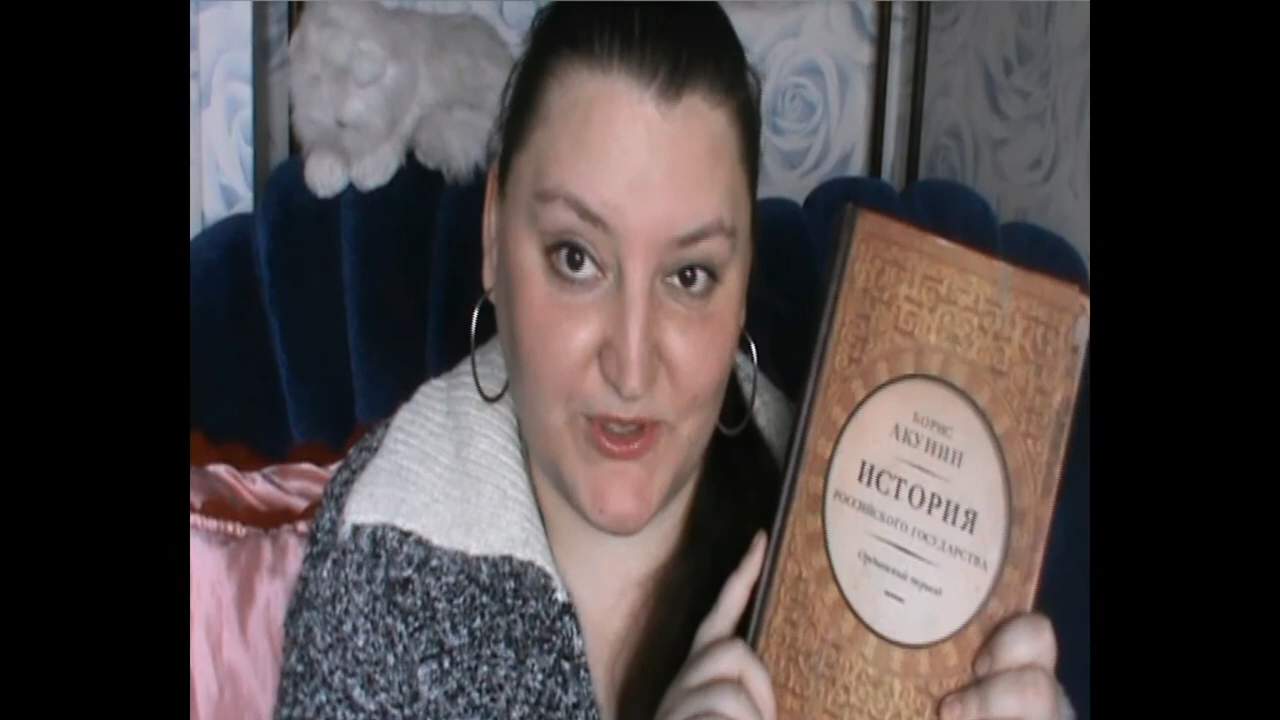 БОРИС
АКУНИН
ИСТОРИЯ
РОССИЙСКОГО ГОСУДАРСТВА
Ордынский период